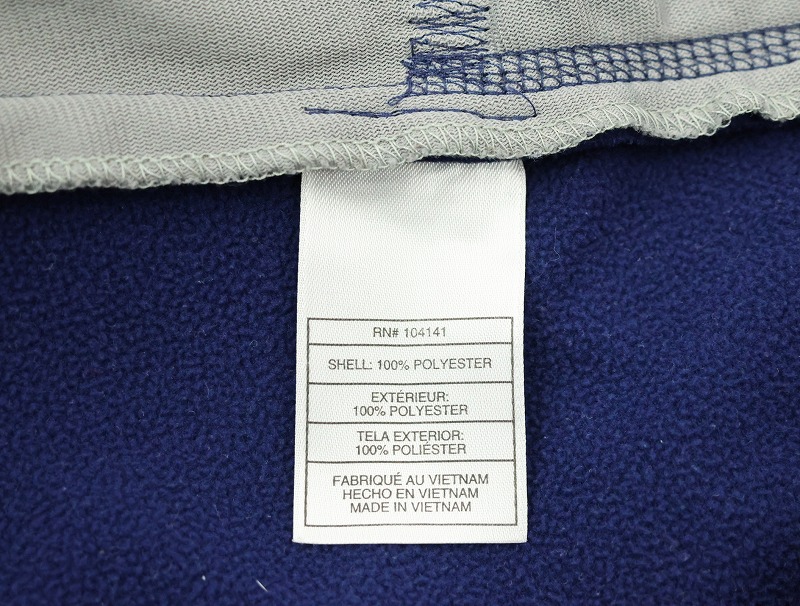 RN# 104141
SHELL: 100% POLYESTER
EXTÉRIEUR:
100% POLYESTER
TELA EXTERIOR:
100% POLIÉSTER
FABRIQUÉ AU VIETNAM
HECHO EN VIETNAM
MADE IN VIETNAM